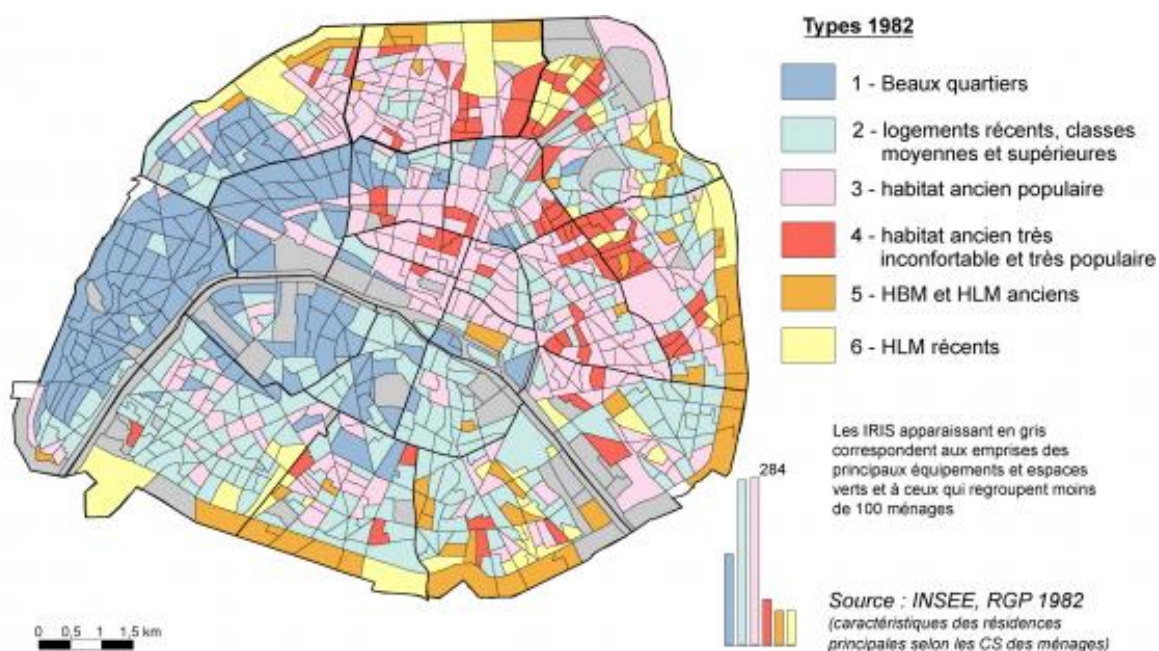 Types 1982
1 - Beaux quartiers
2 - logements récents, classes
moyennes et supérieures
3 - habitat ancien populaire
4 - habitat ancien très
inconfortable et très populaire
5 - HBM et HLM anciens
6 - HLM récents
Les IRIS apparaissant en gris
correspondent aux emprises des
principaux équipements et espaces
verts et à ceux qui regroupent moins
de 100 ménages
284
Source : INSEE, RGP 1982
(caractéristiques des résidences
principales selon les CS des ménages)
0 0,5 1 1,5 km